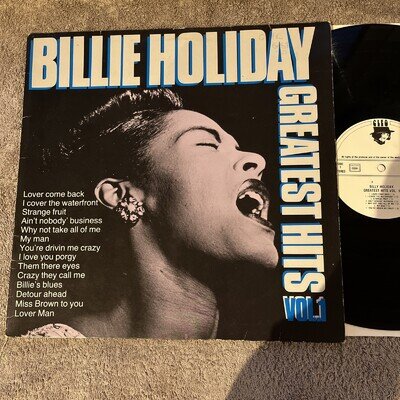 BILLIE HOLIDAY
GREATEST HITS
VOL.1
Lover come back
I cover the waterfront
Strange fruit
Ain't nobody' business
Why not take all of me
My man
You're drivin me crazy
I love you porgy
Them there eyes
Crazy they call me
Billie's blues
Detour ahead
Miss Brown to you
Lover Man
CLEO
BILLY HOLIDAY
GREATEST HITS VOL. 1